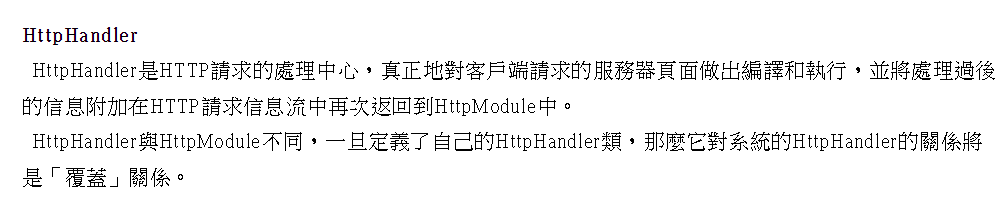 HttpHandler
HttpHandler是HTTP請求的處理中心，真正地對客戶端請求的服務器頁面做出編譯和執行，並將處理過後
的信息附加在HTTP請求信息流中再次返回到HttpModule中。
HttpHandler與HttpModule不同，一旦定義了自己的HttpHandler類，那麼它對系統的HttpHandler的關係將
是「覆蓋」關係。